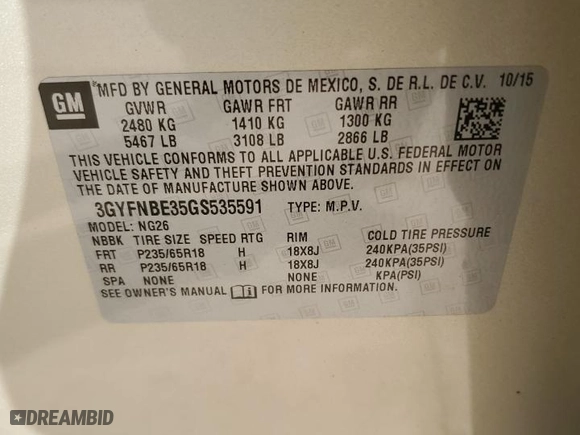 GM
MFD BY GENERAL MOTORS DE MEXICO, S. DE R.L. DE C.V. 10/15
GVWR GAWR FRT GAWR RR
2480 KG 1410 KG 1300 KG
5467 LB 3108 LB 2866 LB
THIS VEHICLE CONFORMS TO ALL APPLICABLE U.S. FEDERAL MOTOR
VEHICLE SAFETY AND THEFT PREVENTION STANDARDS IN EFFECT ON
THE DATE OF MANUFACTURE SHOWN ABOVE.
3GYFNBE35GS535591 TYPE: M.P.V.
MODEL: NG26
NBBK TIRE SIZE SPEED RTG RIM COLD TIRE PRESSURE
FRT P235/65R18 H 18X8J 240KPA(35PSI)
RR P235/65R18 H 18X8J 240KPA(35PSI)
SPA NONE NONE KPA(PSI)
SEE OWNER'S MANUAL FOR MORE INFORMATION.
DREAMBID